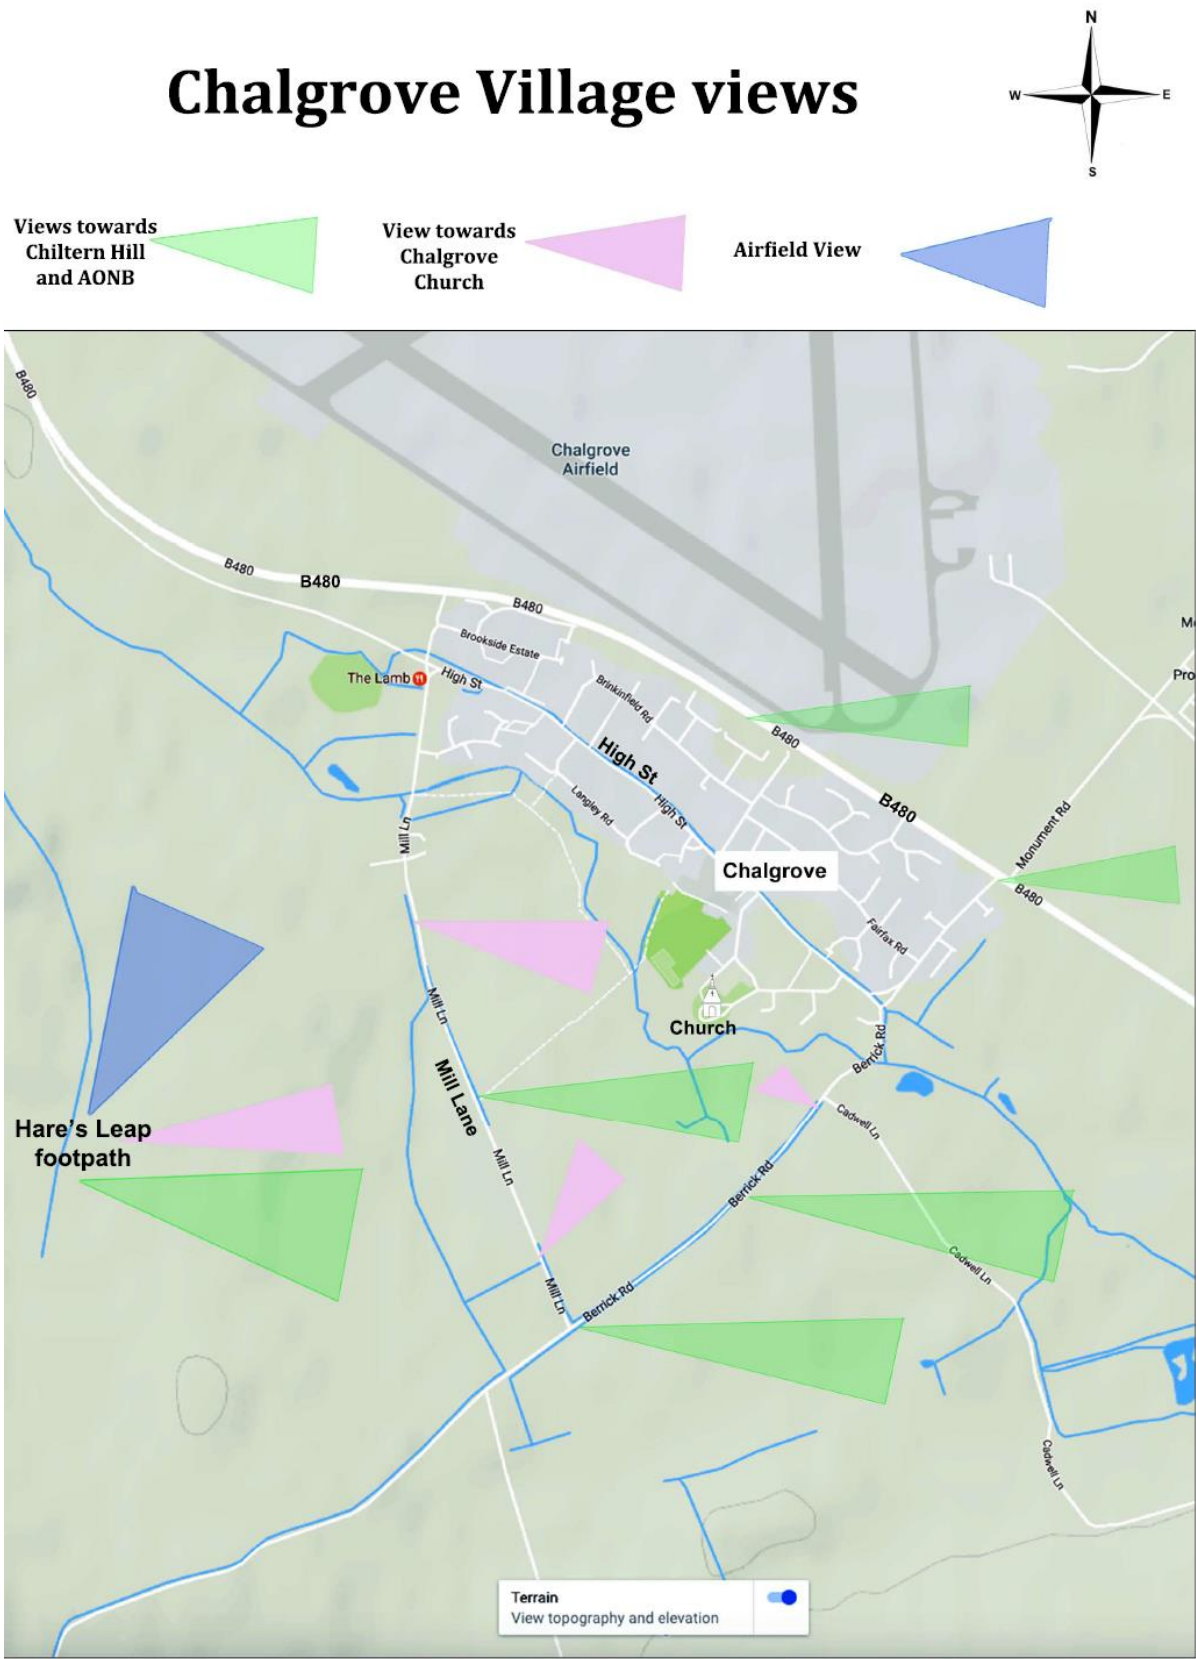 N
Chalgrove Village views
W
E
S
Views towards
Chiltern Hill
and AONB
View towards
Chalgrove
Church
Airfield View
B480
Chalgrove
Airfield
B480
B480
B480
Brookside Estate
The Lamb
High St
Brinkinfield Rd
B480
High St
Langley Rd
High St
B480
Mill Ln
Monument Rd
Chalgrove
B480
Fairfax Rd
Mill Ln
Church
Berrick Rd
Mill Lane
Hare's Leap
footpath
Cadwell Ln
Mill Ln
Berrick Rd
Cadwell Ln
Mill Ln
Berrick Rd
Cadwell Ln
Terrain
View topography and elevation